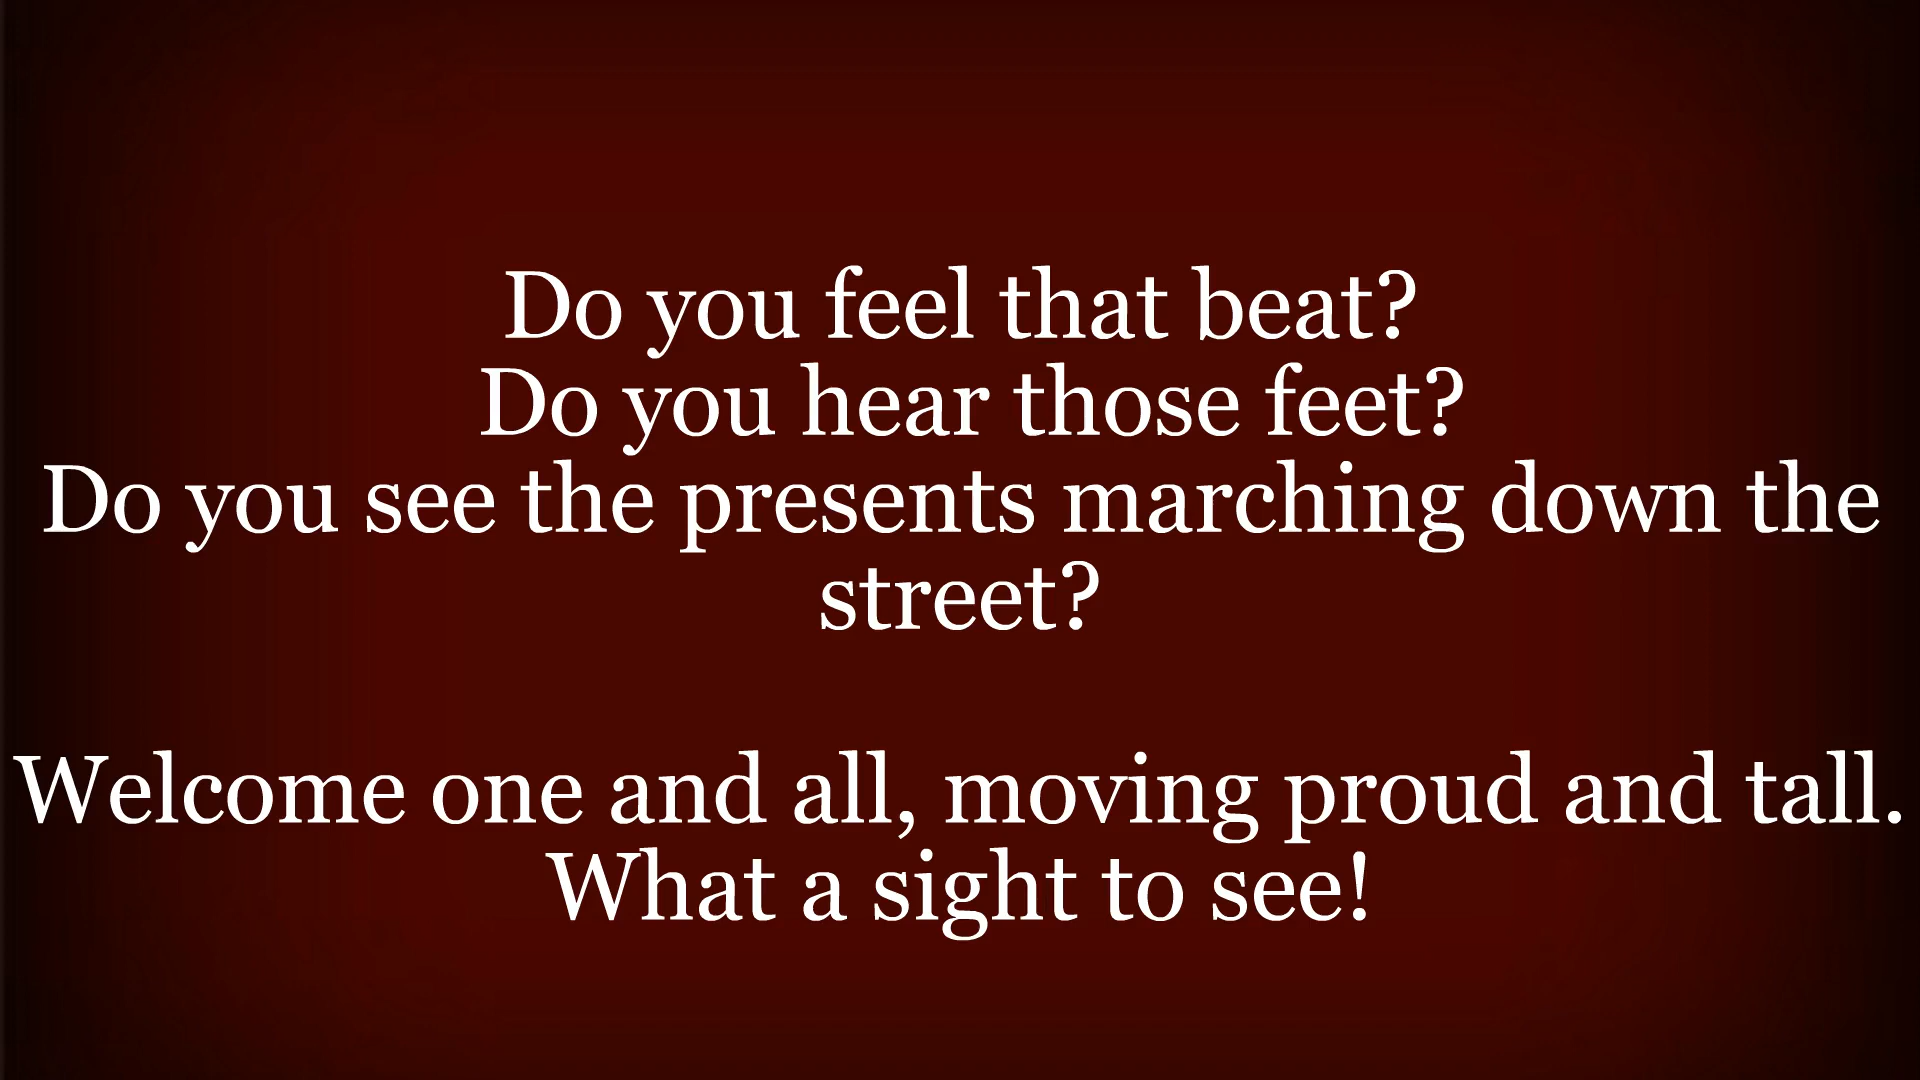 Do you feel that beat?
Do you hear those feet?
Do you see the presents marching down the
street?
Welcome one and all, moving proud and tall.
What a sight to see!